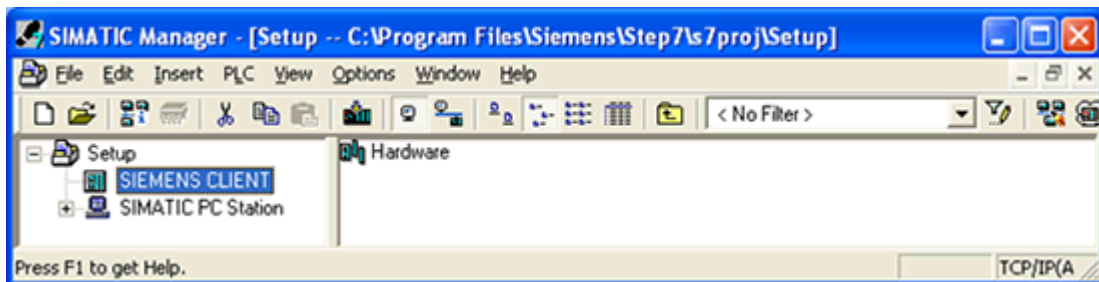 SIMATIC Manager - [Setup -- C:\Program Files\Siemens\Step7\s7proj\Setup]
File Edit Insert PLC View Options Window Help
< No Filter >
Setup
SIEMENS CLIENT
SIMATIC PC Station
Hardware
Press F1 to get Help.
TCP/IP(A